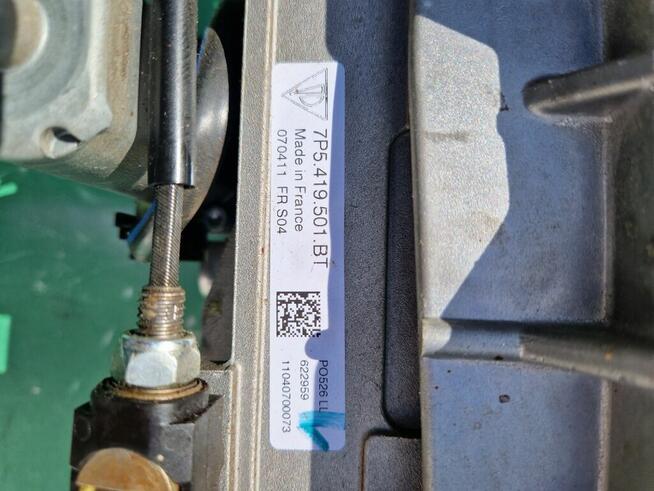 7P5.419.501.BT
Made in France
070411 FR S04
PO526 LL
622959
11040700073